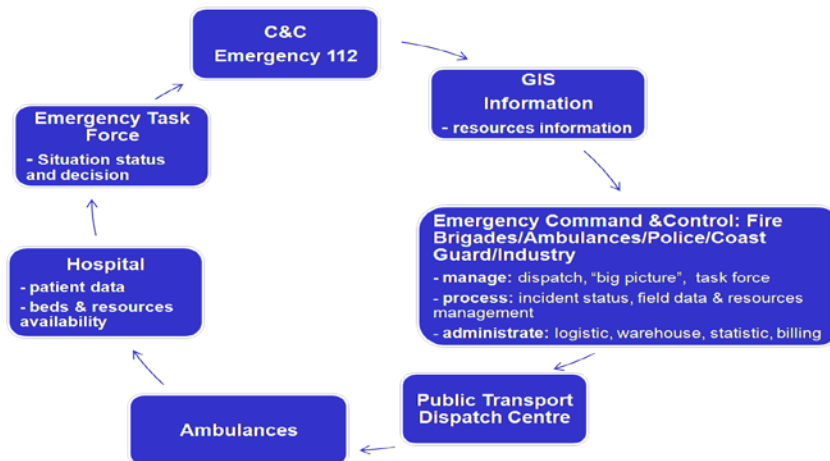 C&C
Emergency 112
GIS
Information
- resources information
Emergency Command &Control: Fire
Brigades/Ambulances/Police/Coast
Guard/Industry
- manage: dispatch, “big picture”, task force
- process: incident status, field data & resources
management
- administrate: logistic, warehouse, statistic, billing
Public Transport
Dispatch Centre
Ambulances
Hospital
- patient data
- beds & resources
availability
Emergency Task
Force
- Situation status
and decision